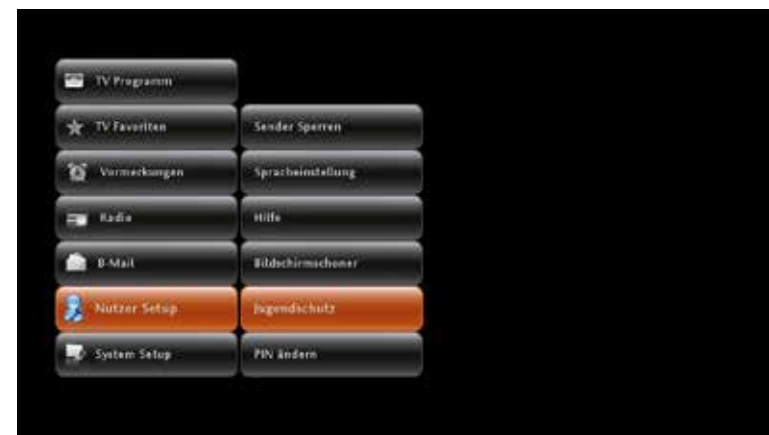 TV Programm
TV Favoriten
Sender Sperren
Vormerkungen
Spracheinstellung
Radio
Hilfe
B-Mail
Bildschirmschoner
Nutzer Setup
Jugendschutz
System Setup
PIN ändern